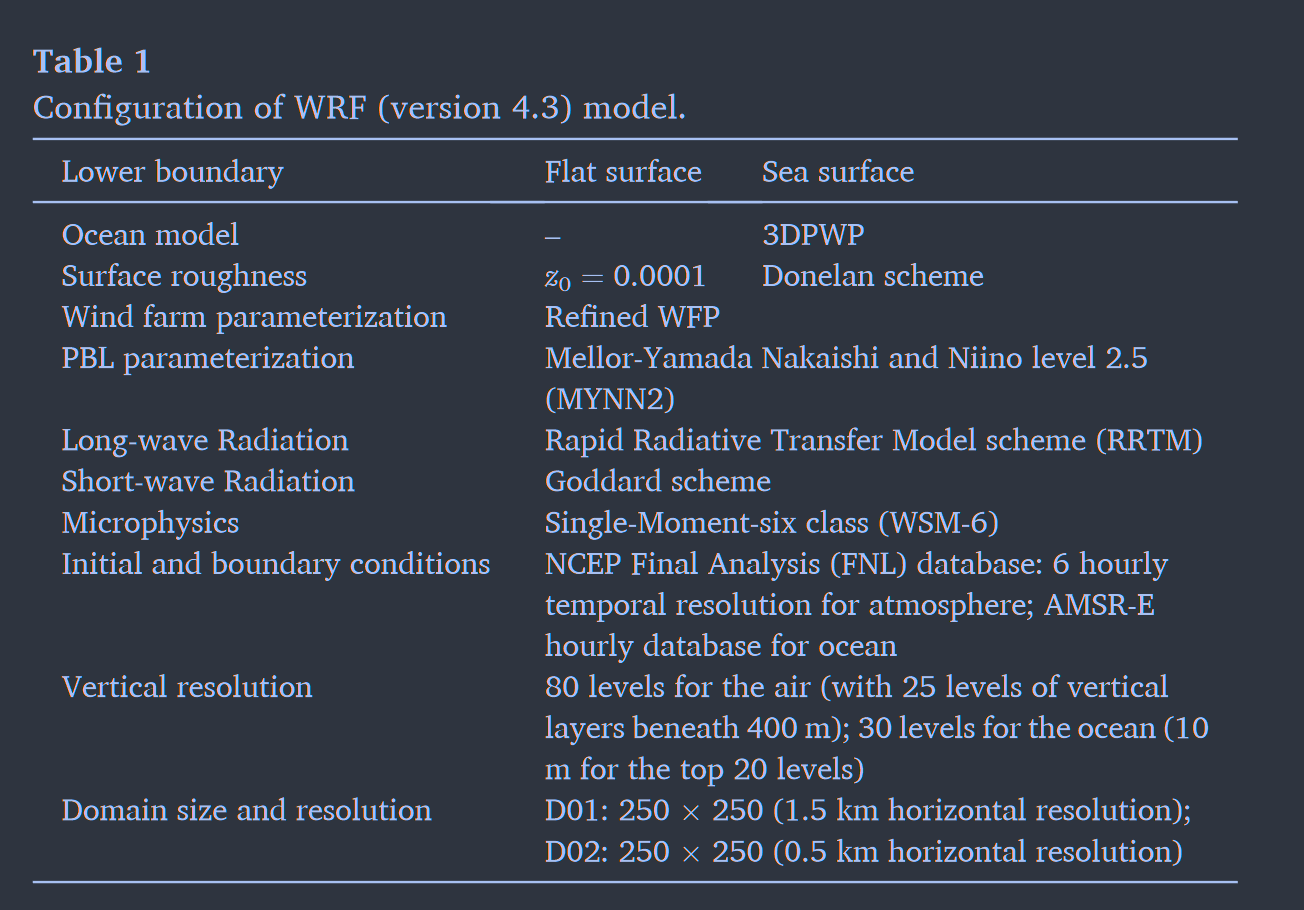 Table 1
Configuration of WRF (version 4.3) model.
Lower boundary Flat surface Sea surface
Ocean model – 3DPWP
Surface roughness z₀ = 0.0001 Donelan scheme
Wind farm parameterization Refined WFP
PBL parameterization Mellor-Yamada Nakaishi and Niino level 2.5
(MYNN2)
Long-wave Radiation Rapid Radiative Transfer Model scheme (RRTM)
Short-wave Radiation Goddard scheme
Microphysics Single-Moment-six class (WSM-6)
Initial and boundary conditions NCEP Final Analysis (FNL) database: 6 hourly
temporal resolution for atmosphere; AMSR-E
hourly database for ocean
Vertical resolution 80 levels for the air (with 25 levels of vertical
layers beneath 400 m); 30 levels for the ocean (10
m for the top 20 levels)
Domain size and resolution D01: 250 × 250 (1.5 km horizontal resolution);
D02: 250 × 250 (0.5 km horizontal resolution)